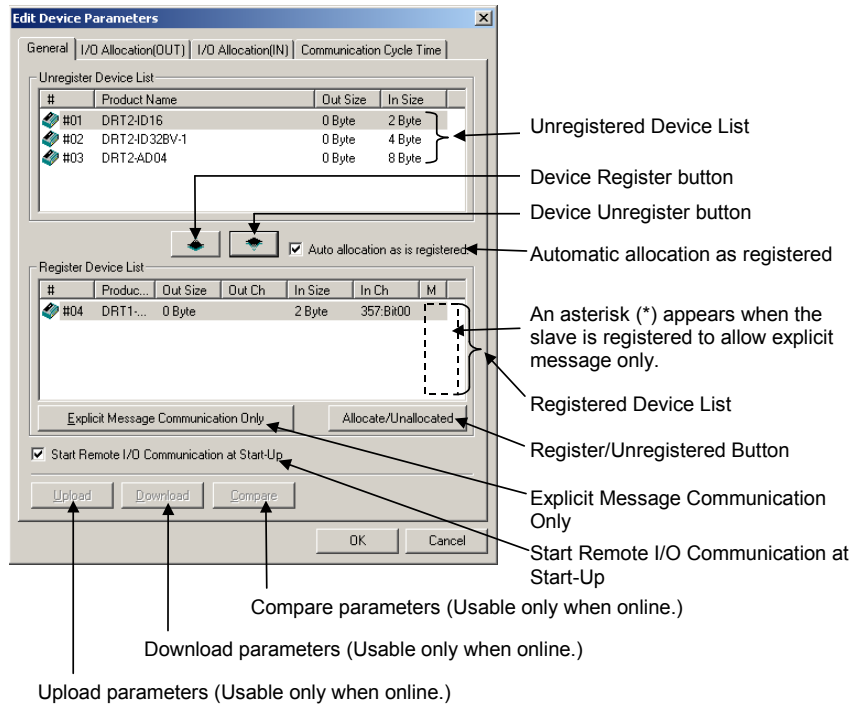 Edit Device Parameters
General I/O Allocation(OUT) I/O Allocation(IN) Communication Cycle Time
Unregister Device List
# Product Name Out Size In Size
#01 DRT2-ID16 0 Byte 2 Byte
#02 DRT2-ID32BV-1 0 Byte 4 Byte
#03 DRT2-AD04 0 Byte 8 Byte
Unregistered Device List
Device Register button
Device Unregister button
Auto allocation as is registered.
Automatic allocation as registered
Register Device List
# Produc... Out Size Out Ch In Size In Ch M
#04 DRT1-... 0 Byte 2 Byte 357:Bit00
An asterisk (*) appears when the
slave is registered to allow explicit
message only.
Registered Device List
Explicit Message Communication Only Allocate/Unallocated
Register/Unregistered Button
Start Remote I/O Communication at Start-Up
Upload Download Compare
Explicit Message Communication
Only
OK Cancel
Start Remote I/O Communication at
Start-Up
Compare parameters (Usable only when online.)
Download parameters (Usable only when online.)
Upload parameters (Usable only when online.)